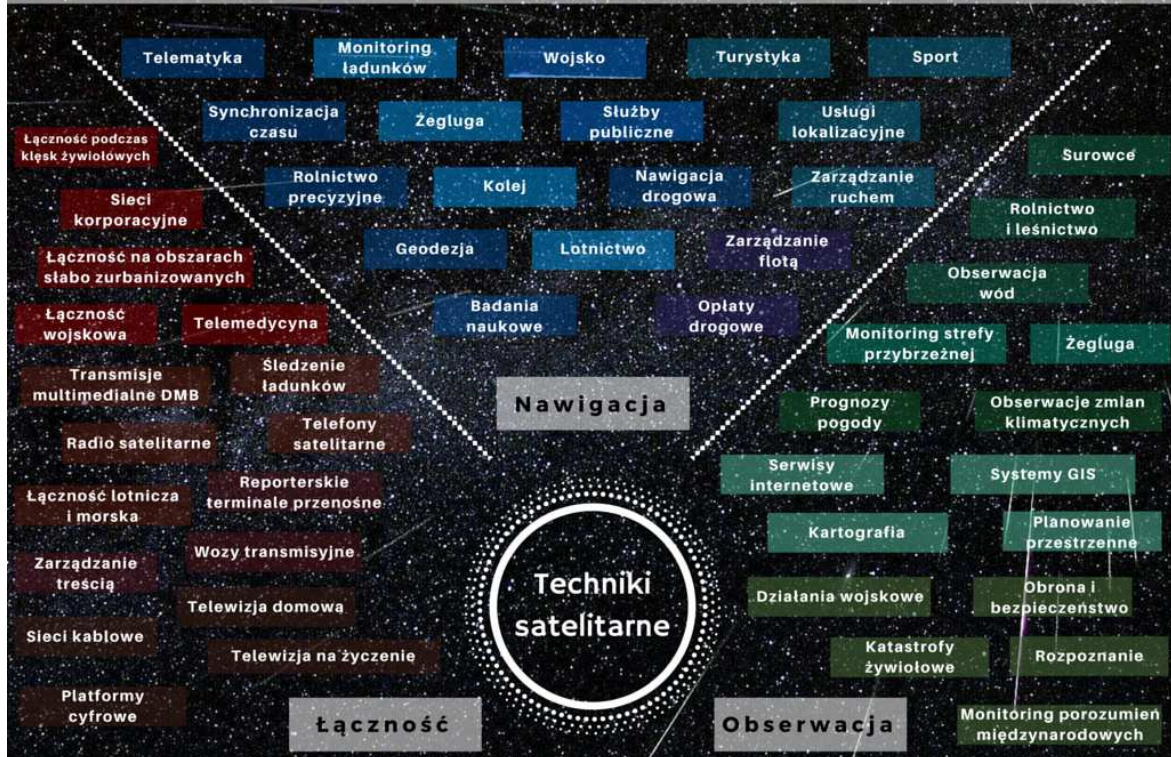 Telematyka
Monitoring
ładunków
Wojsko
Turystyka
Sport
Synchronizacja
czasu
Żegluga
Służby
publiczne
Usługi
lokalizacyjne
Rolnictwo
precyzyjne
Kolej
Nawigacja
drogowa
Zarządzanie
ruchem
Geodezja
Lotnictwo
Zarządzanie
flotą
Badania
naukowe
Opłaty
drogowe
Nawigacja
Łączność podczas
klęsk żywiołowych
Sieci
korporacyjne
Łączność na obszarach
słabo zurbanizowanych
Łączność
wojskowa
Telemedycyna
Transmisje
multimedialne DMB
Śledzenie
ładunków
Radio satelitarne
Telefony
satelitarne
Łączność lotnicza
i morska
Reporterskie
terminale przenośne
Zarządzanie
treścią
Wozy transmisyjne
Telewizja domowa
Sieci kablowe
Telewizja na życzenie
Platformy
cyfrowe
Łączność
Techniki
satelitarne
Surowce
Rolnictwo
i leśnictwo
Obserwacja
wód
Monitoring strefy
przybrzeżnej
Żegluga
Prognozy
pogody
Obserwacje zmian
klimatycznych
Serwisy
internetowe
Systemy GIS
Kartografia
Planowanie
przestrzenne
Działania wojskowe
Obrona i
bezpieczeństwo
Katastrofy
żywiołowe
Rozpoznanie
Monitoring porozumień
międzynarodowych
Obserwacja